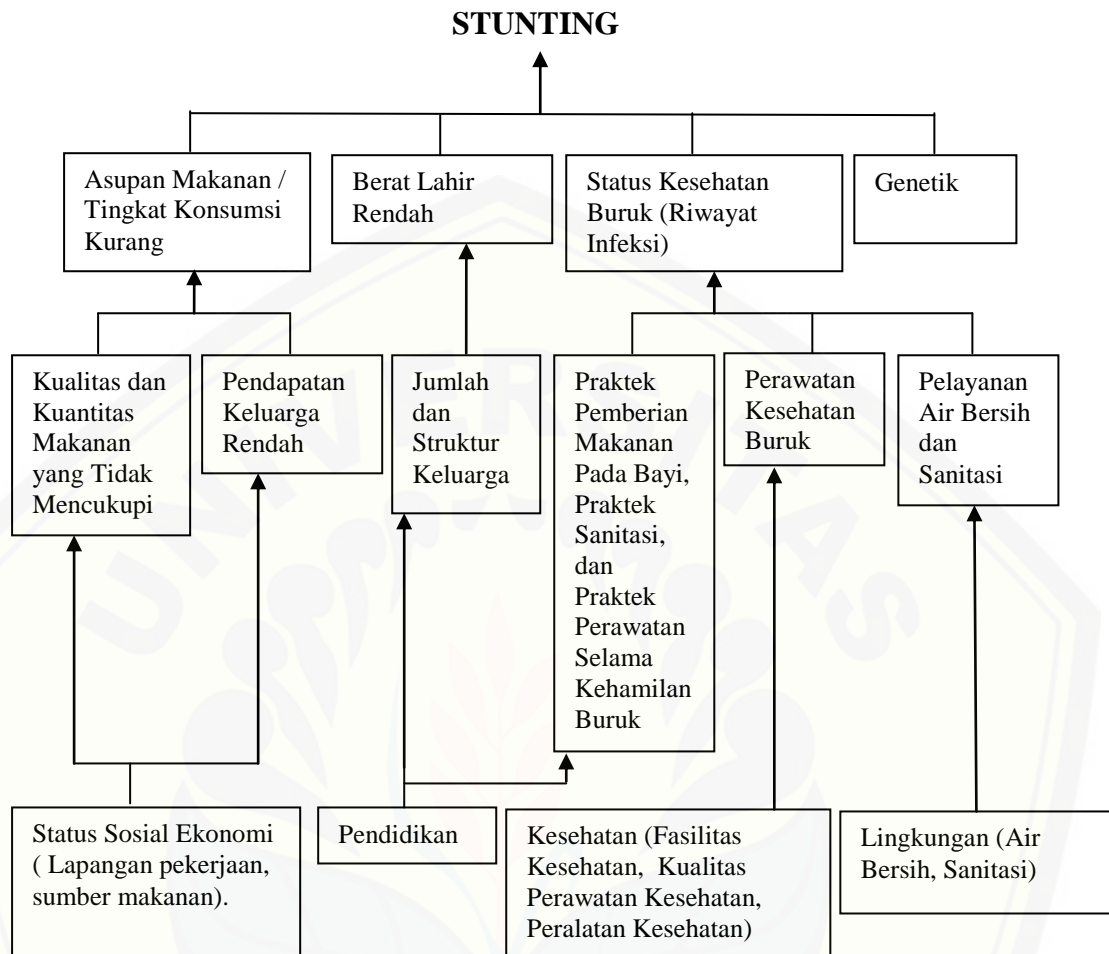 STUNTING
Asupan Makanan /
Tingkat Konsumsi
Kurang
Berat Lahir
Rendah
Status Kesehatan
Buruk (Riwayat
Infeksi)
Genetik
Kualitas dan
Kuantitas
Makanan
yang Tidak
Mencukupi
Pendapatan
Keluarga
Rendah
Jumlah
dan
Struktur
Keluarga
Praktek
Pemberian
Makanan
Pada Bayi,
Praktek
Sanitasi,
dan
Praktek
Perawatan
Selama
Kehamilan
Buruk
Perawatan
Kesehatan
Buruk
Pelayanan
Air Bersih
dan
Sanitasi
Status Sosial Ekonomi
( Lapangan pekerjaan,
sumber makanan).
Pendidikan
Kesehatan (Fasilitas
Kesehatan, Kualitas
Perawatan Kesehatan,
Peralatan Kesehatan)
Lingkungan (Air
Bersih, Sanitasi)
UNIVERSITAS